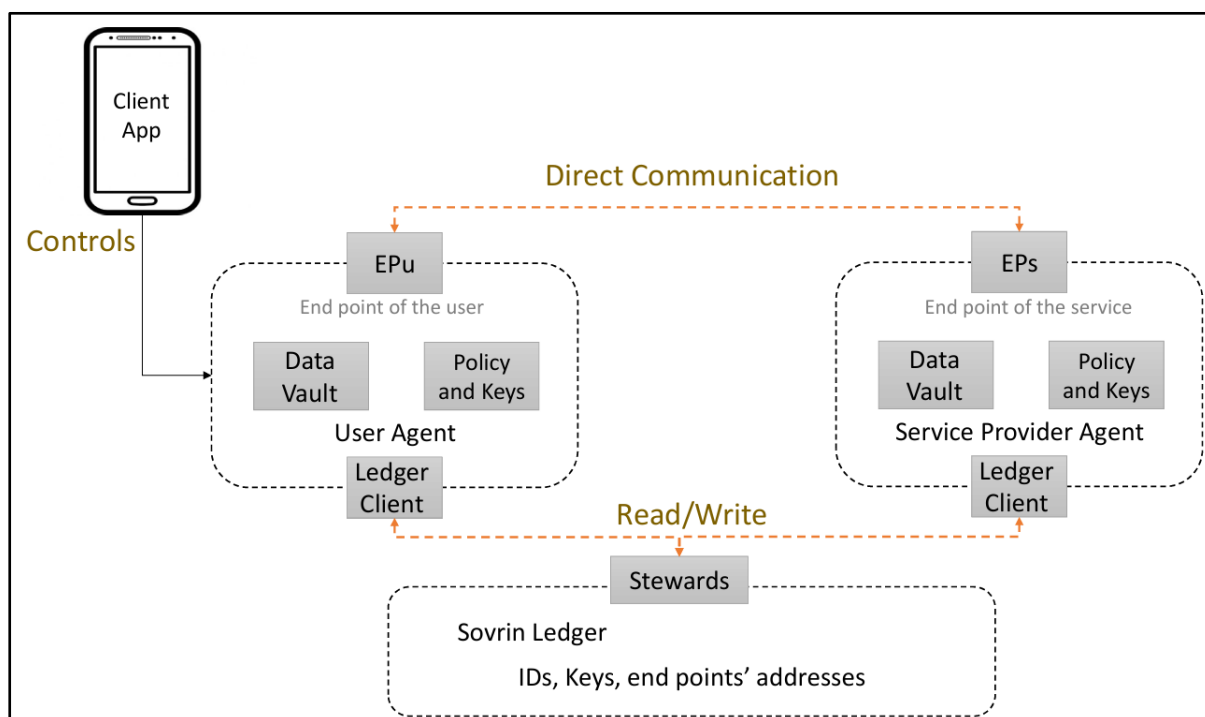 Client
App
Direct Communication
Controls
EPu
EPs
End point of the user
End point of the service
Data
Vault
Policy
and Keys
Data
Vault
Policy
and Keys
User Agent
Service Provider Agent
Ledger
Client
Ledger
Client
Read/Write
Stewards
Sovrin Ledger
IDs, Keys, end points’ addresses